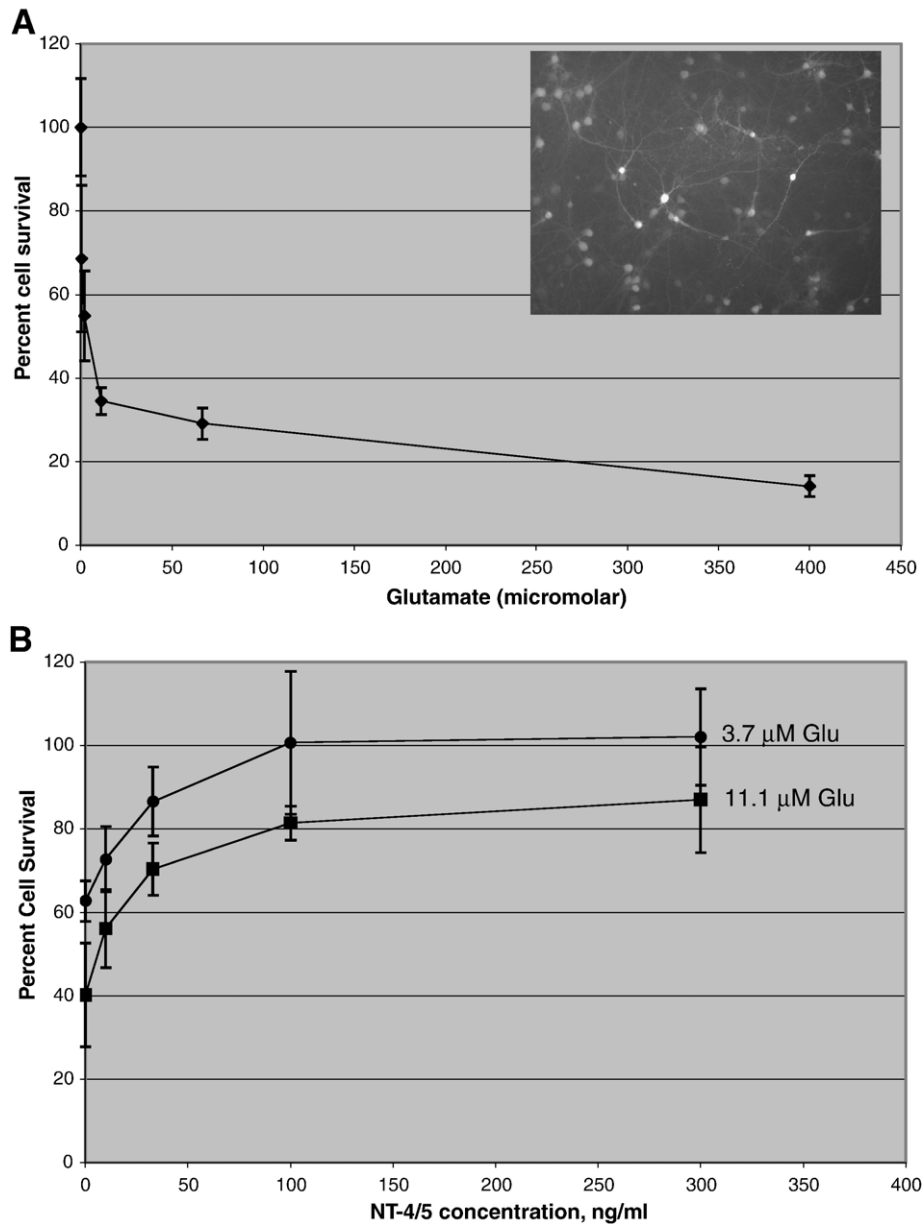 A
120
100
80
60
40
20
0
Percent cell survival
0 50 100 150 200 250 300 350 400 450
Glutamate (micromolar)
B
120
100
80
60
40
20
0
Percent Cell Survival
3.7 μM Glu
11.1 μM Glu
0 50 100 150 200 250 300 350 400
NT-4/5 concentration, ng/ml